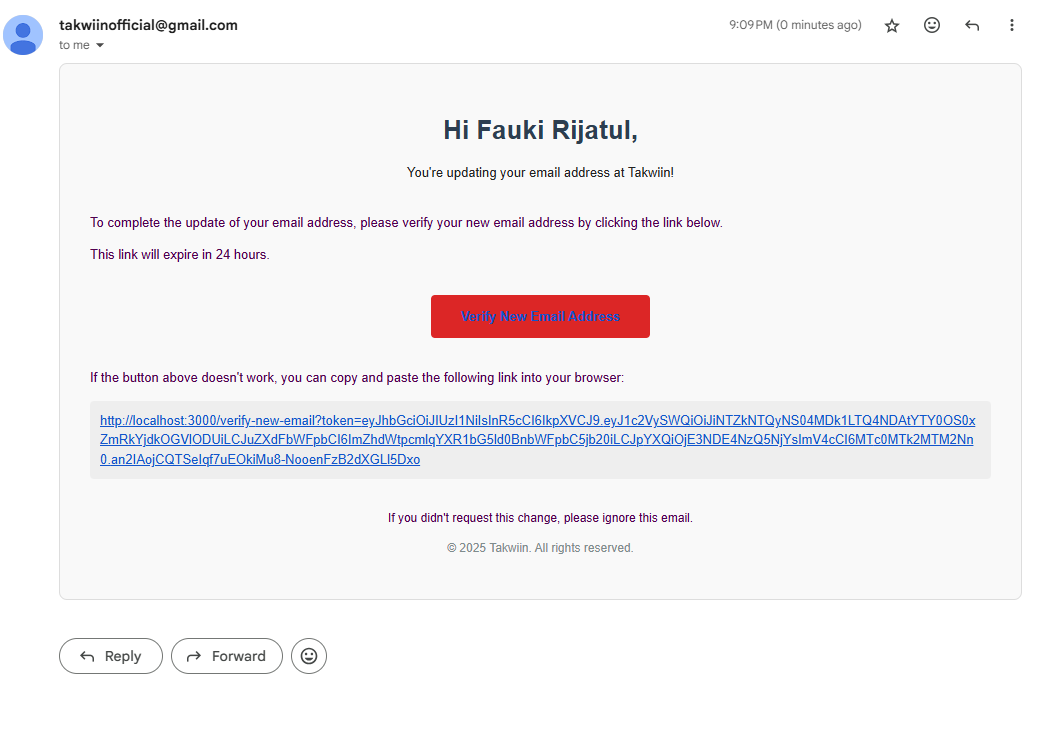 takwiinofficial@gmail.com
9:09 PM (0 minutes ago)
to me
Hi Fauki Rijatul,
You're updating your email address at Takwiin!
To complete the update of your email address, please verify your new email address by clicking the link below.
This link will expire in 24 hours.
Verify New Email Address
If the button above doesn't work, you can copy and paste the following link into your browser:
http://localhost:3000/verify-new-email?token=eyJhbGciOiJIUzI1NiIsInR5cCI6IkpXVCJ9.eyJ1c2VySWQiOiJiNTZkNTQyNS04MDk1LTQ4NDAtYTY0OS0x
ZmRkYjdkOGVlODUiLCJuZXdFbWFpbCI6ImZhdWtpcmlqYXR1bG5ld0BnbWFpbC5jb20iLCJpYXQiOjE3NDE4NzQ5NjYsImV4cCI6MTc0MTk2MTM2Nn
0.an2IAojCQTSeIqf7uEOkiMu8-NooenFzB2dXGLl5Dxo
If you didn't request this change, please ignore this email.
© 2025 Takwiin. All rights reserved.
Reply
Forward